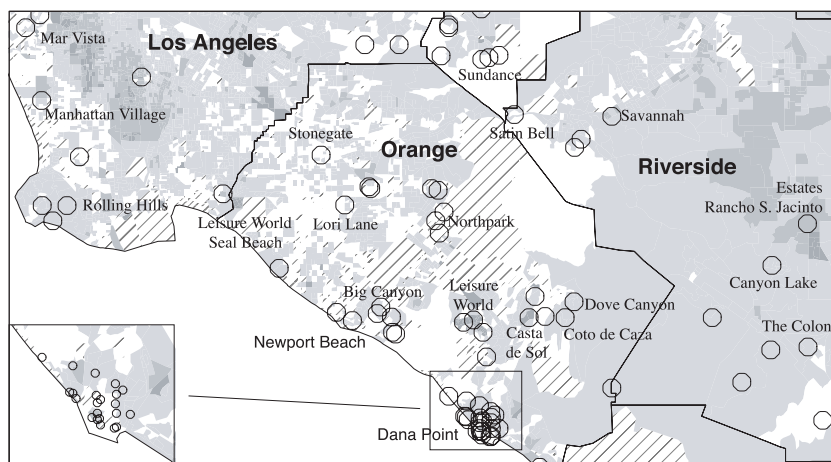 Mar Vista
Los Angeles
Sundance
Manhattan Village
Satin Bell
Savannah
Stonegate
Orange
Riverside
Estates
Rancho S. Jacinto
Rolling Hills
Leisure World
Seal Beach
Lori Lane
Northpark
Canyon Lake
Big Canyon
Leisure
World
Dove Canyon
Newport Beach
Casta
de Sol
Coto de Caza
The Colon
Dana Point